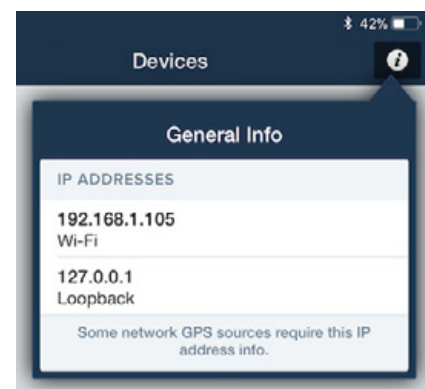 42%
Devices
General Info
IP ADDRESSES
192.168.1.105
Wi-Fi
127.0.0.1
Loopback
Some network GPS sources require this IP
address info.